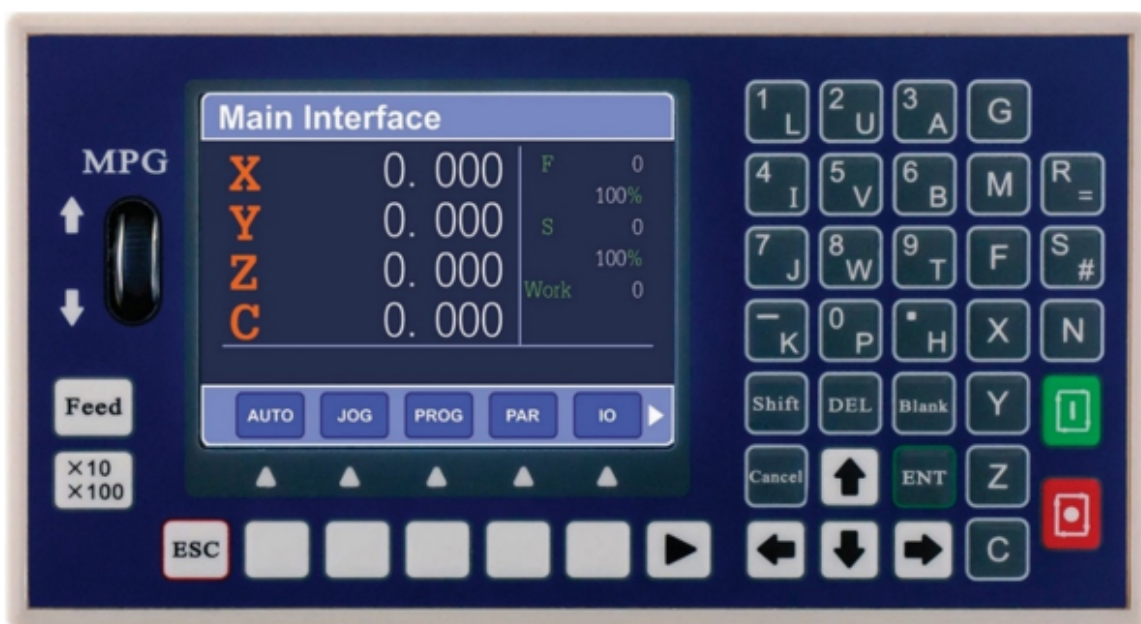 Main Interface
MPG
X 0. 000 F 0
100%
Y 0. 000 S 0
100%
Z 0. 000 Work 0
C 0. 000
AUTO JOG PROG PAR IO
Feed
×10
×100
ESC
1 L 2 U 3 A G
4 I 5 V 6 B M R =
7 J 8 W 9 T F S #
− K 0 P . H X N
Shift DEL Blank Y I
Cancel ENT Z
C